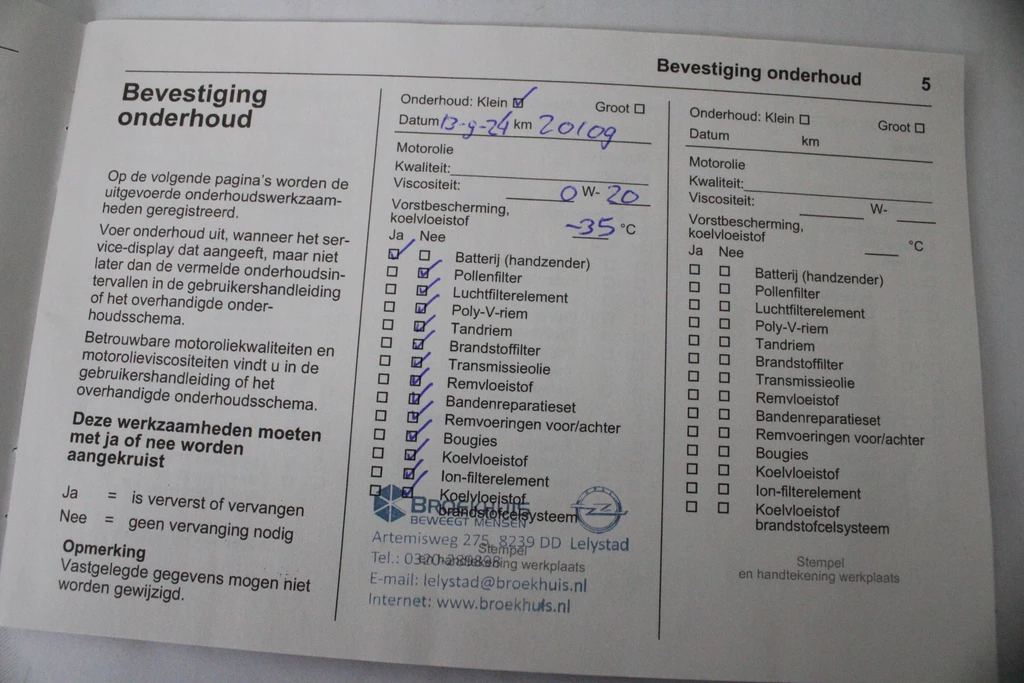 Bevestiging onderhoud 5
Bevestiging
onderhoud
Op de volgende pagina's worden de
uitgevoerde onderhoudswerkzaam-
heden geregistreerd.
Voer onderhoud uit, wanneer het ser-
vice-display dat aangeeft, maar niet
later dan de vermelde onderhoudsin-
tervallen in de gebruikershandleiding
of het overhandigde onder-
houdsschema.
Betrouwbare motoroliekwaliteiten en
motorolieviscositeiten vindt u in de
gebruikershandleiding of het
overhandigde onderhoudsschema.
Deze werkzaamheden moeten
met ja of nee worden
aangekruist
Ja = is ververst of vervangen
Nee = geen vervanging nodig
Opmerking
Vastgelegde gegevens mogen niet
worden gewijzigd.
Onderhoud: Klein ☑ Groot ☐
Datum 13-9-24 km 20109
Motorolie
Kwaliteit:
Viscositeit: 0 W- 20
Vorstbescherming,
koelvloeistof -35 °C
Ja Nee
☑ ☐ Batterij (handzender)
☐ ☑ Pollenfilter
☐ ☑ Luchtfilterelement
☐ ☑ Poly-V-riem
☐ ☑ Tandriem
☐ ☑ Brandstoffilter
☐ ☑ Transmissieolie
☐ ☑ Remvloeistof
☐ ☑ Bandenreparatieset
☐ ☑ Remvoeringen voor/achter
☐ ☑ Bougies
☐ ☑ Koelvloeistof
☐ ☑ Ion-filterelement
☐ ☑ Koelvloeistof
brandstofcelsysteem
BROEKHUIS
BEWEEGT MENSEN
Artemisweg 275, 8239 DD Lelystad
Stempel
en handtekening werkplaats
Tel.: 0320-
E-mail: lelystad@broekhuis.nl
Internet: www.broekhuis.nl
Onderhoud: Klein ☐ Groot ☐
Datum km
Motorolie
Kwaliteit:
Viscositeit: W-
Vorstbescherming,
koelvloeistof °C
Ja Nee
☐ ☐ Batterij (handzender)
☐ ☐ Pollenfilter
☐ ☐ Luchtfilterelement
☐ ☐ Poly-V-riem
☐ ☐ Tandriem
☐ ☐ Brandstoffilter
☐ ☐ Transmissieolie
☐ ☐ Remvloeistof
☐ ☐ Bandenreparatieset
☐ ☐ Remvoeringen voor/achter
☐ ☐ Bougies
☐ ☐ Koelvloeistof
☐ ☐ Ion-filterelement
☐ ☐ Koelvloeistof
brandstofcelsysteem
Stempel
en handtekening werkplaats